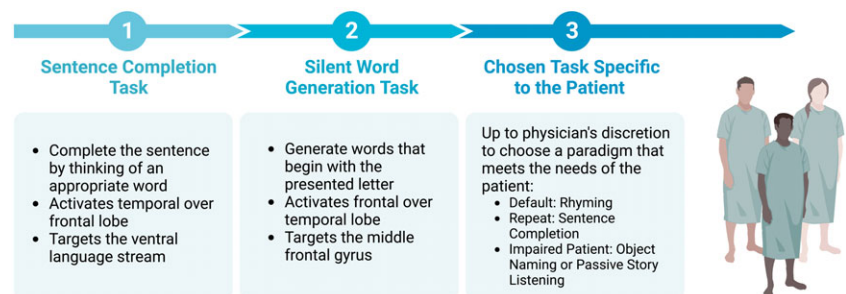 1
2
3
Sentence Completion
Task
Silent Word
Generation Task
Chosen Task Specific
to the Patient
• Complete the sentence
by thinking of an
appropriate word
• Activates temporal over
frontal lobe
• Targets the ventral
language stream
• Generate words that
begin with the
presented letter
• Activates frontal over
temporal lobe
• Targets the middle
frontal gyrus
Up to physician's discretion
to choose a paradigm that
meets the needs of the
patient:
• Default: Rhyming
• Repeat: Sentence
Completion
• Impaired Patient: Object
Naming or Passive Story
Listening